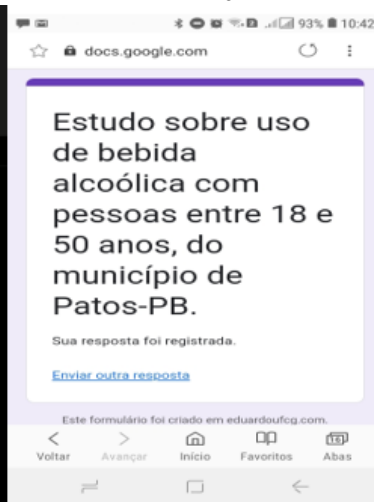 93% 10:42
docs.google.com
Estudo sobre uso
de bebida
alcoólica com
pessoas entre 18 e
50 anos, do
município de
Patos-PB.
Sua resposta foi registrada.
Enviar outra resposta
Este formulário foi criado em eduardoufcg.com.
Voltar Avançar Início Favoritos Abas